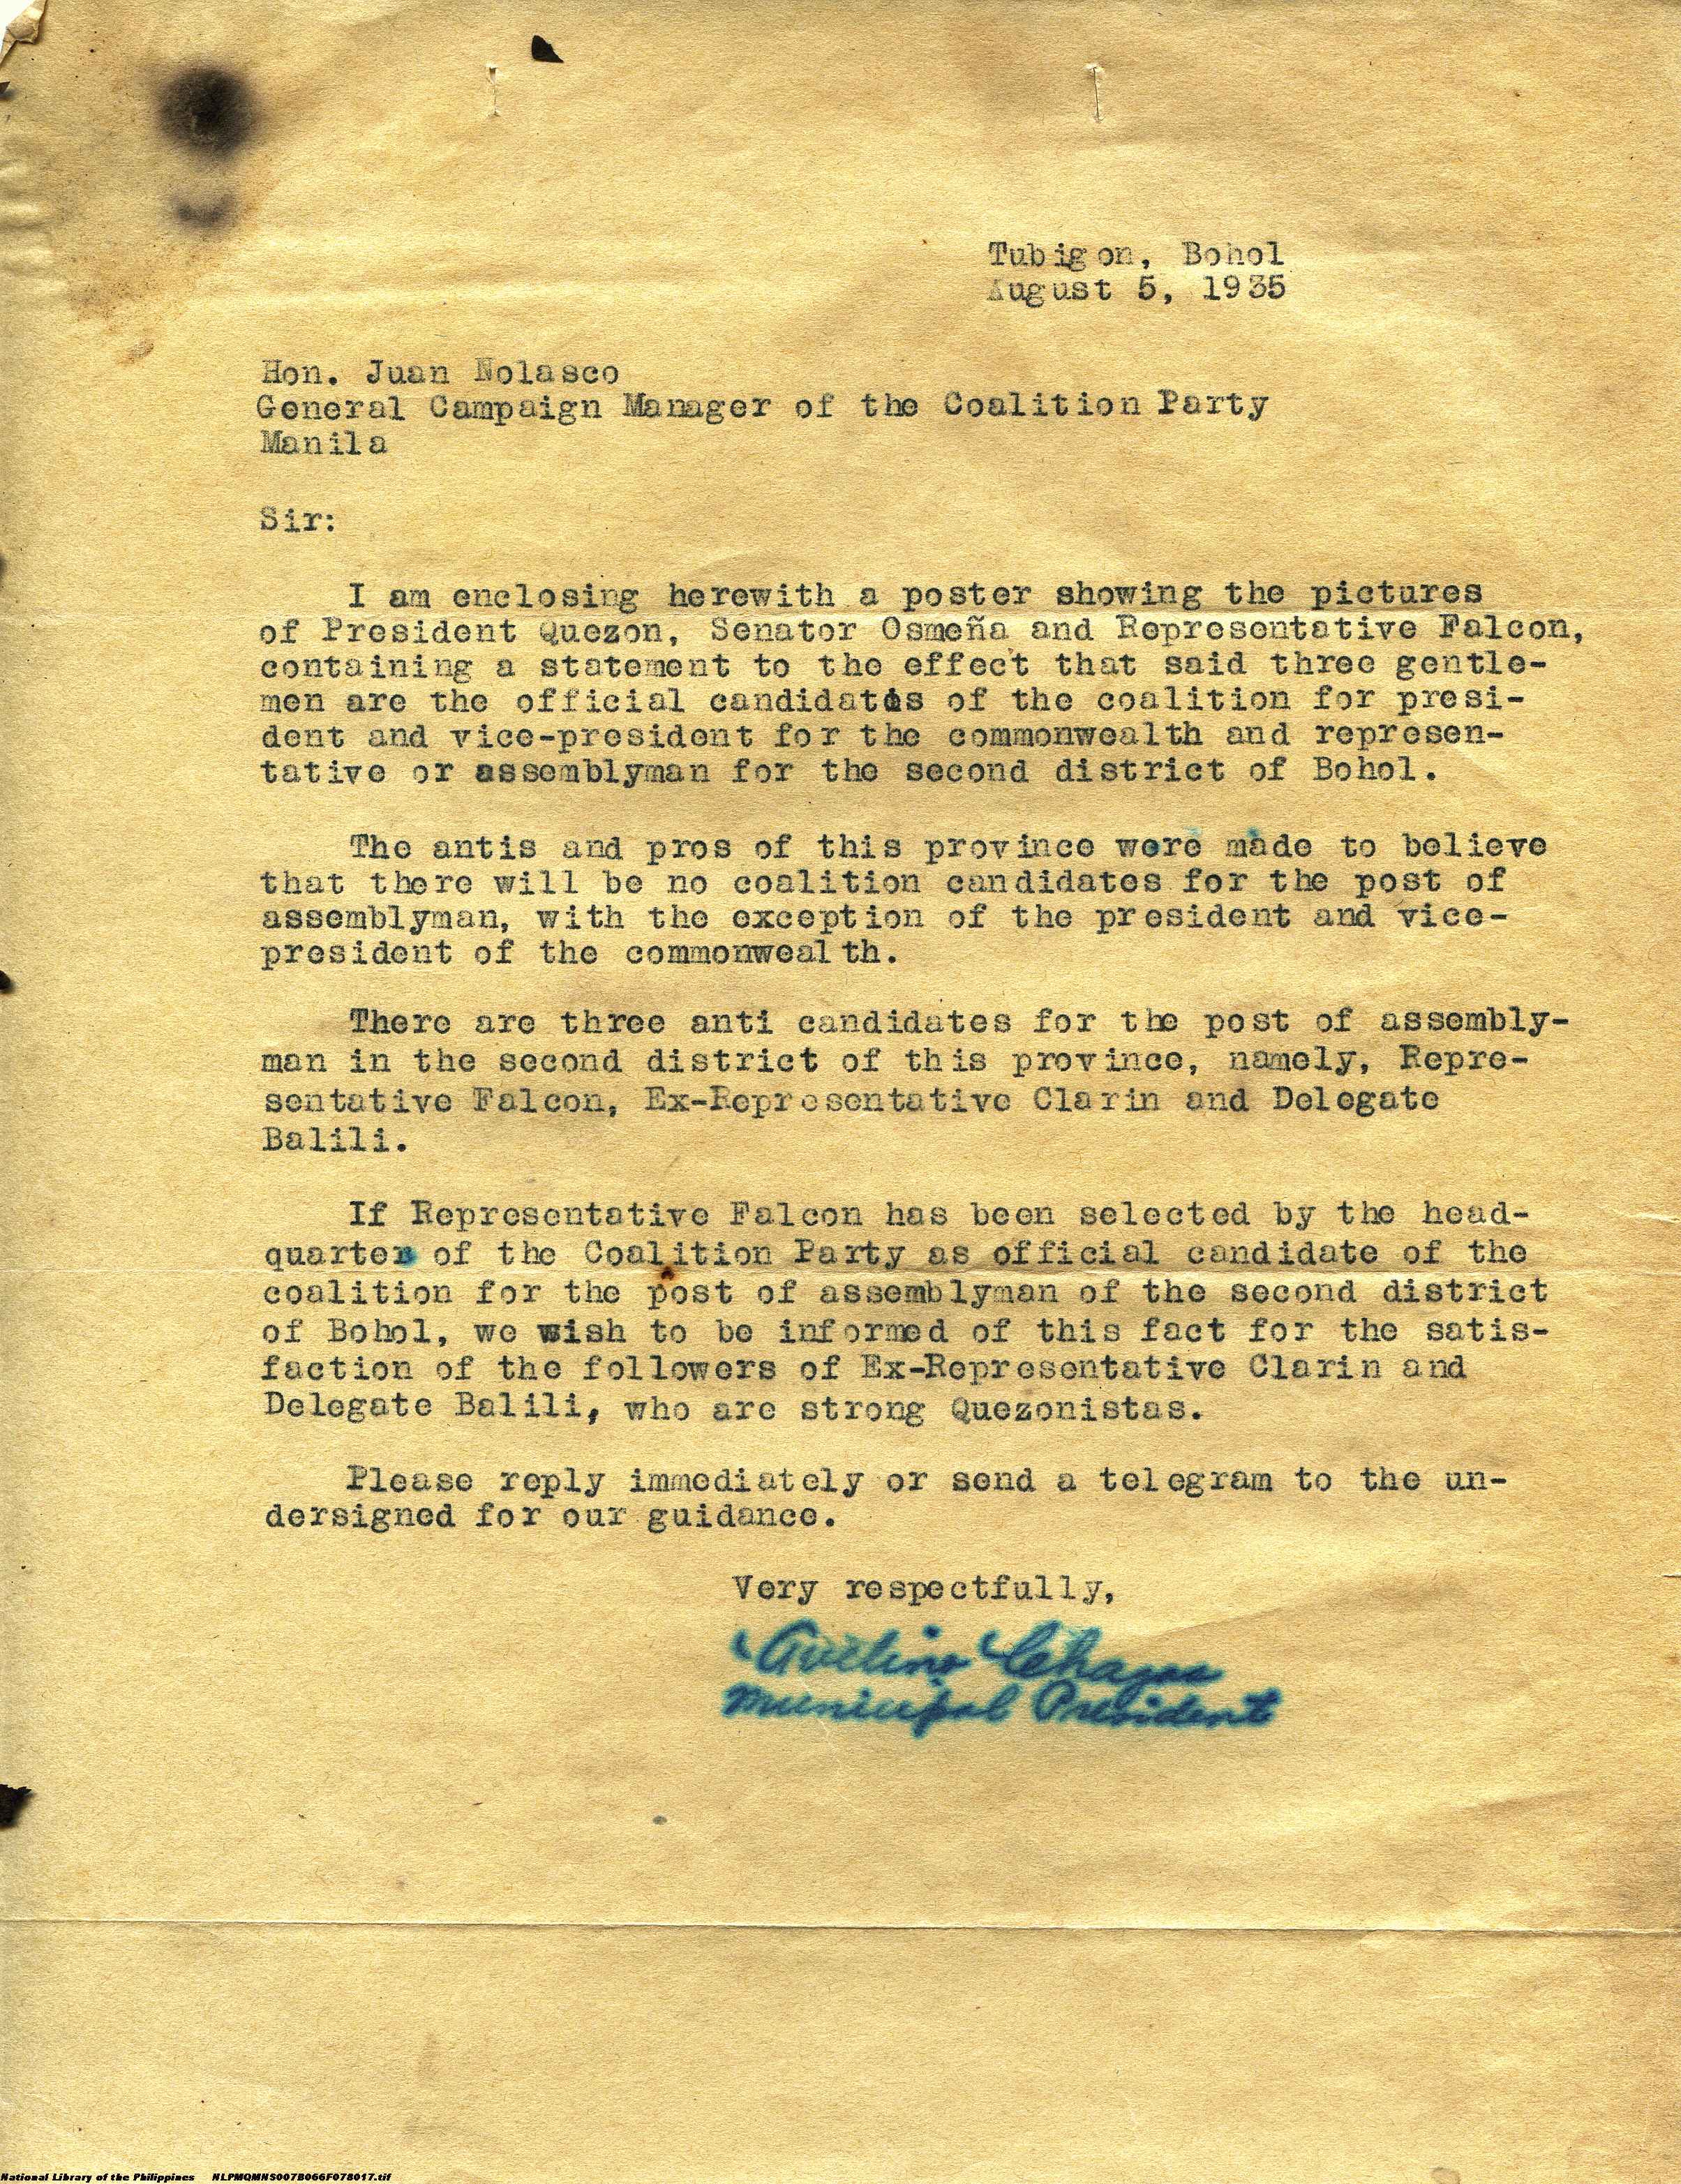 Tubigon, Bohol
August 5, 1935
Hon. Juan Nolasco
General Campaign Manager of the Coalition Party
Manila
Sir:
I am enclosing herewith a poster showing the pictures
of President Quezon, Senator Osmeña and Representative Falcon,
containing a statement to the effect that said three gentle-
men are the official candidates of the coalition for presi-
dent and vice-president for the commonwealth and represen-
tative or assemblyman for the second district of Bohol.
The antis and pros of this province were made to believe
that there will be no coalition candidates for the post of
assemblyman, with the exception of the president and vice-
president of the commonwealth.
There are three anti candidates for the post of assembly-
man in the second district of this province, namely, Repre-
sentative Falcon, Ex-Representative Clarin and Delegate
Balili.
If Representative Falcon has been selected by the head-
quarter of the Coalition Party as official candidate of the
coalition for the post of assemblyman of the second district
of Bohol, we wish to be informed of this fact for the satis-
faction of the followers of Ex-Representative Clarin and
Delegate Balili, who are strong Quezonistas.
Please reply immediately or send a telegram to the un-
dersigned for our guidance.
Very respectfully,
Avelino
Municipal President
National Library of the Philippines NLPMQMNS007B066F078017.tif